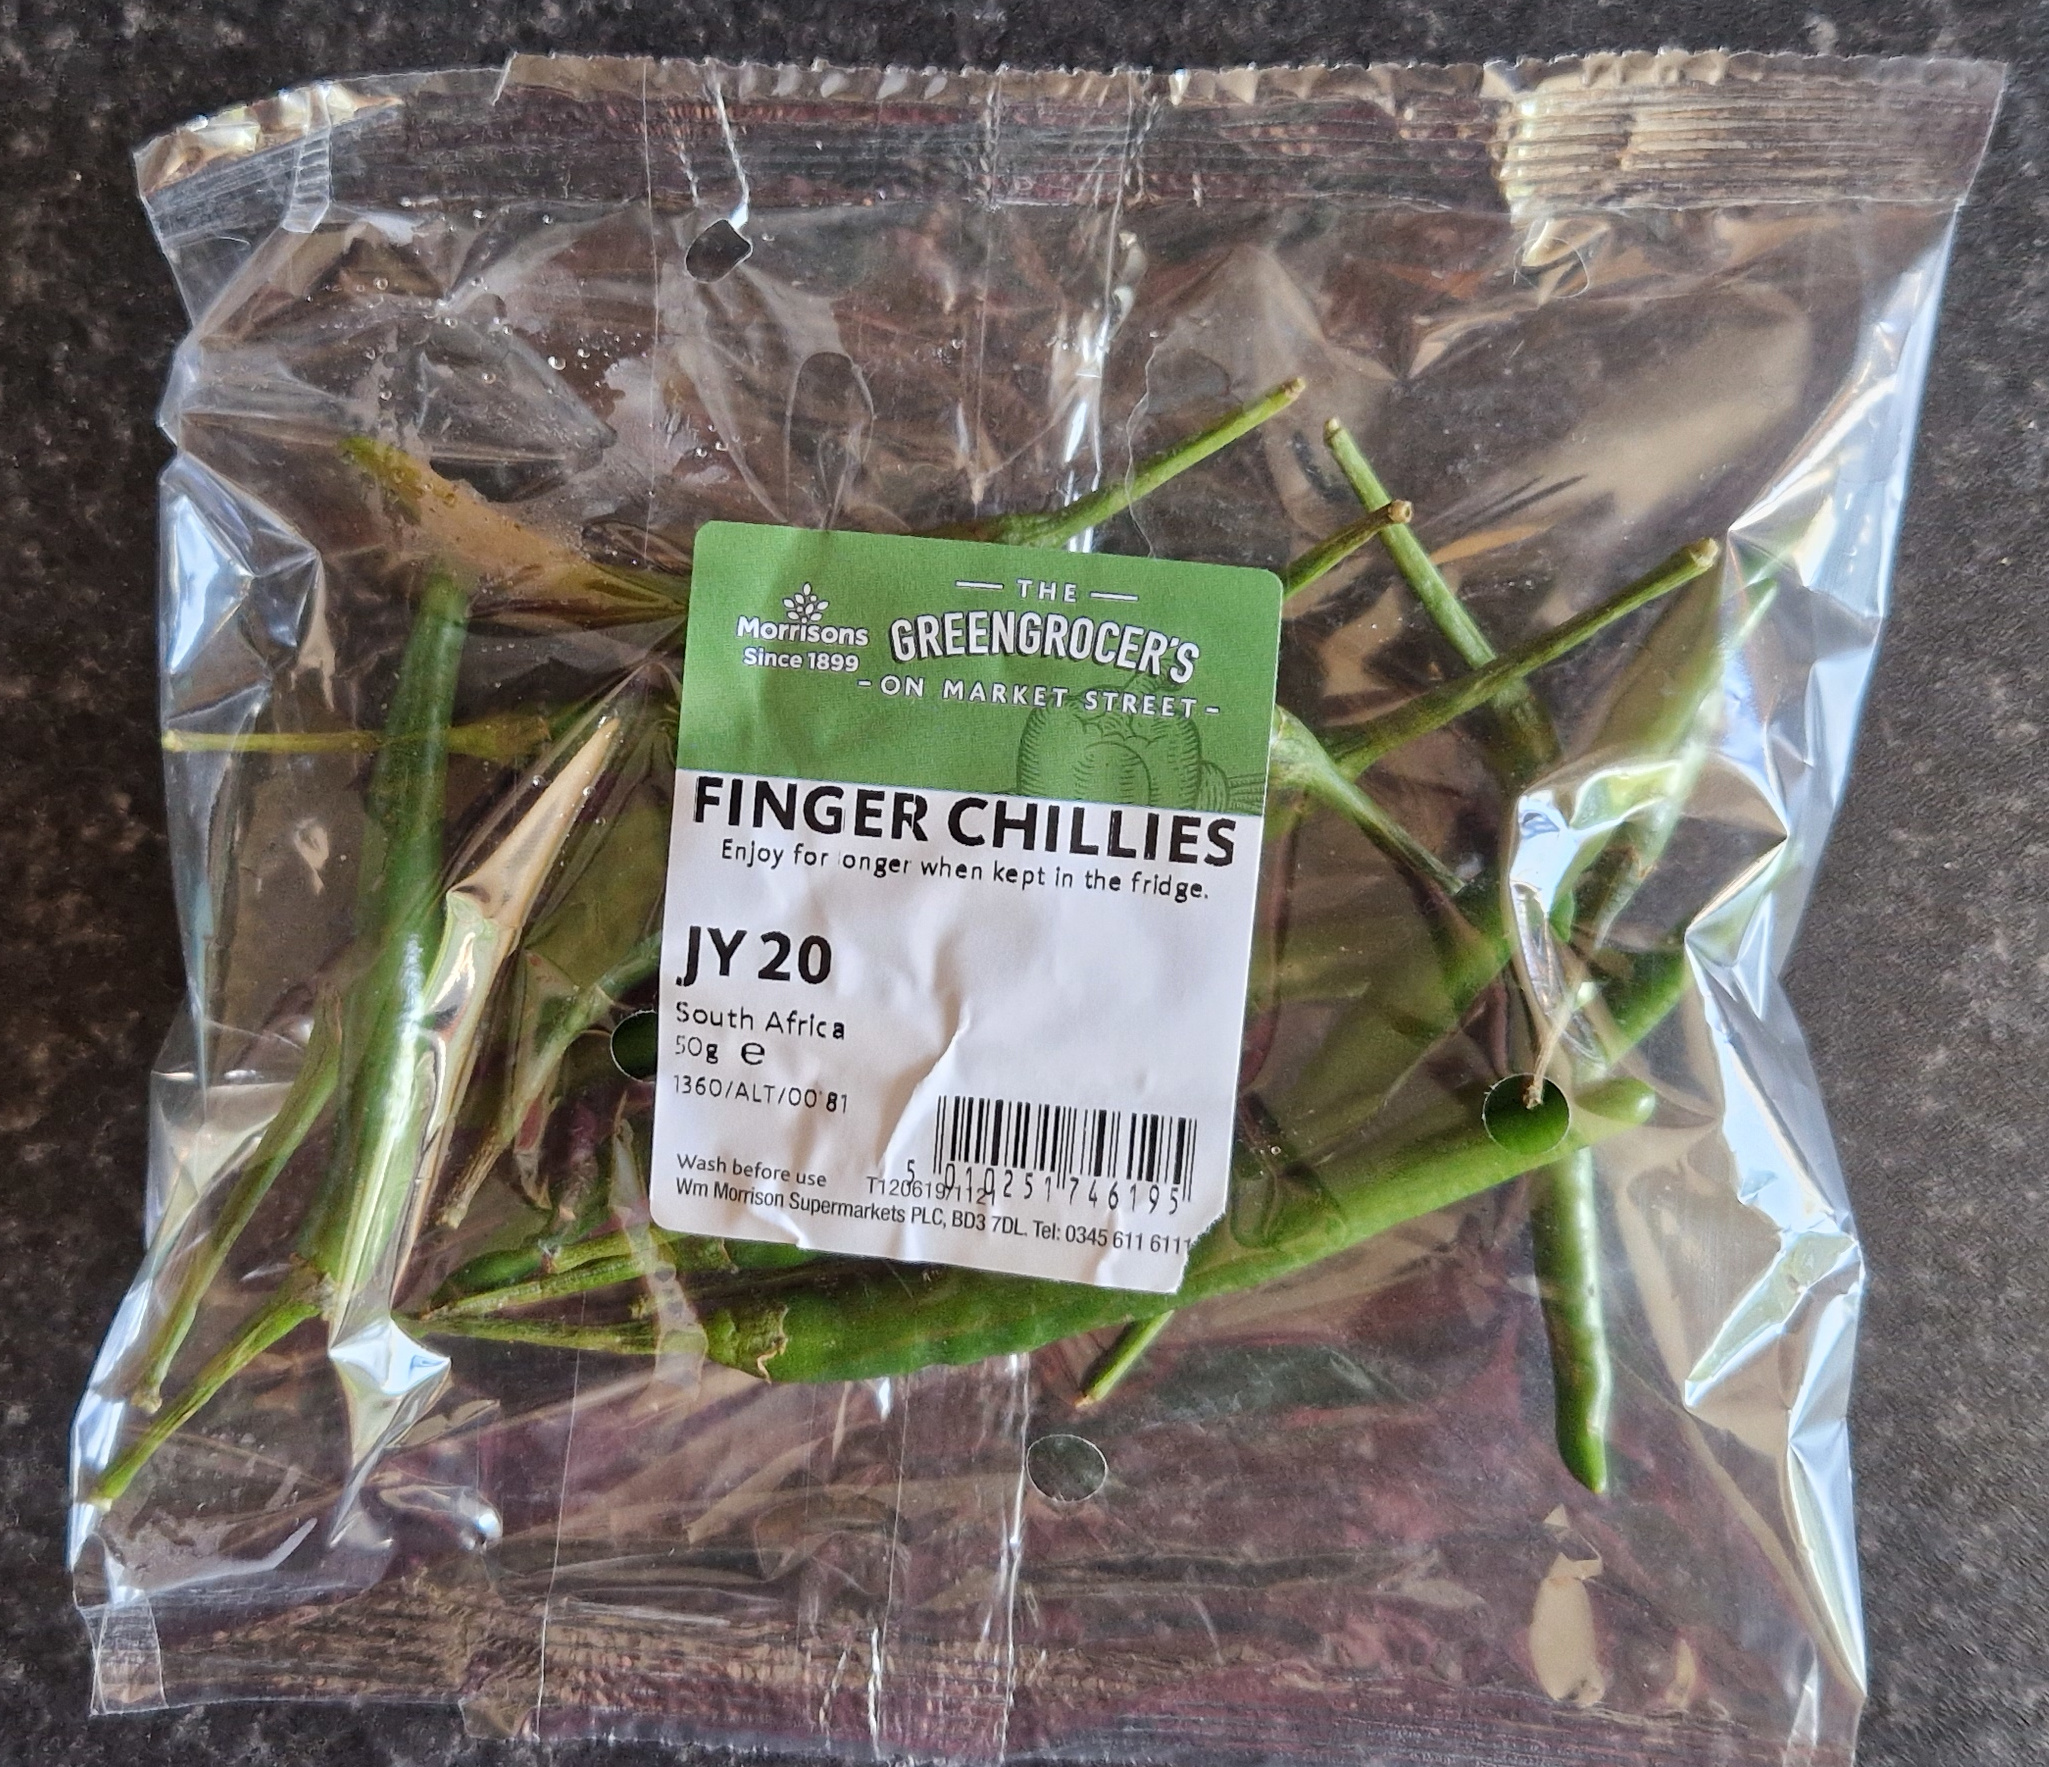 THE
Morrisons
Since 1899
GREENGROCER'S
ON MARKET STREET
FINGER CHILLIES
Enjoy for longer when kept in the fridge.
JY 20
South Africa
50g e
1360/ALT/00181
Wash before use
T120619/1121
5 010251 746195
Wm Morrison Supermarkets PLC, BD3 7DL. Tel: 0345 611 6111